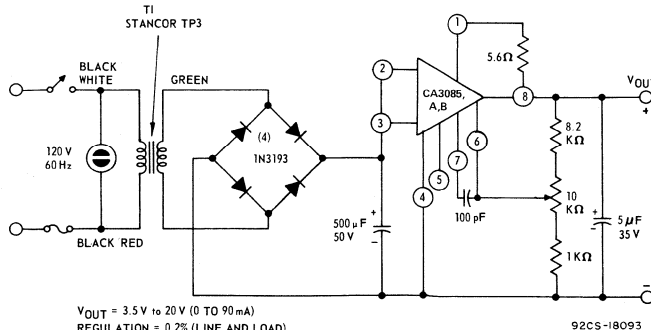 T1
STANCOR TP3
BLACK
WHITE
GREEN
120 V
60 Hz
BLACK RED
(4)
1N3193
500 μF
50 V
+
−
1
2
3
4
5
6
7
8
CA3085,
A,B
5.6Ω
100 pF
8.2
KΩ
10
KΩ
1KΩ
5 μF
35 V
+
−
VOUT
+
−
VOUT = 3.5 V to 20 V (0 TO 90 mA)
REGULATION = 0.2% (LINE AND LOAD)
92CS-18093